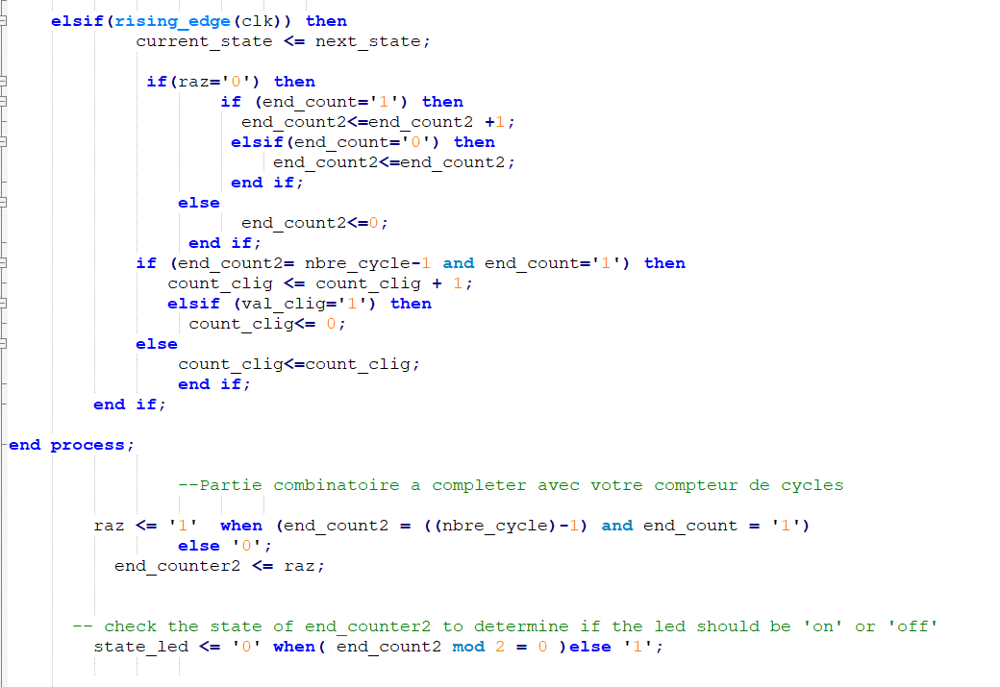 elsif(rising_edge(clk)) then
current_state <= next_state;
if(raz='0') then
if (end_count='1') then
end_count2<=end_count2 +1;
elsif(end_count='0') then
end_count2<=end_count2;
end if;
else
end_count2<=0;
end if;
if (end_count2= nbre_cycle-1 and end_count='1') then
count_clig <= count_clig + 1;
elsif (val_clig='1') then
count_clig<= 0;
else
count_clig<=count_clig;
end if;
end if;
end process;
--Partie combinatoire a completer avec votre compteur de cycles
raz <= '1'  when (end_count2 = ((nbre_cycle)-1) and end_count = '1')
else '0';
end_counter2 <= raz;
-- check the state of end_counter2 to determine if the led should be 'on' or 'off'
state_led <= '0' when( end_count2 mod 2 = 0 )else '1';